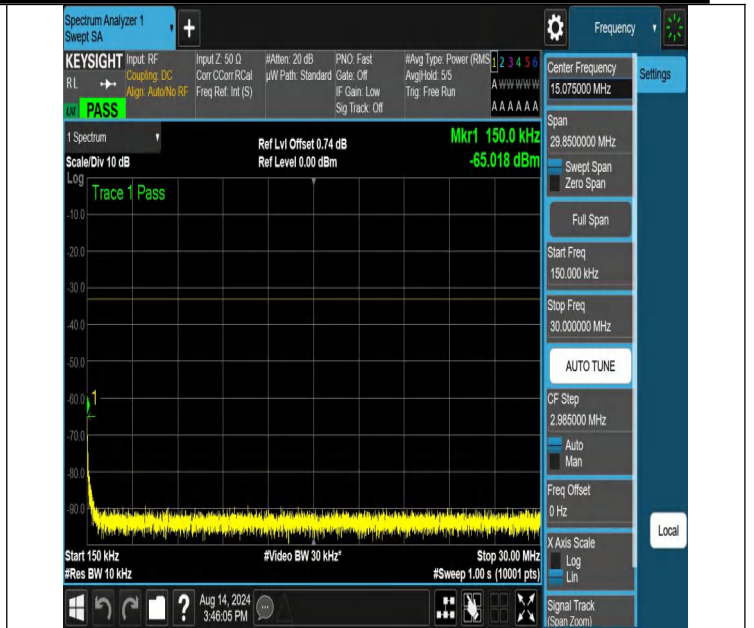 Spectrum Analyzer 1
Swept SA
+
Frequency
KEYSIGHT
RL
PASS
Input: RF
Coupling: DC
Align: Auto/No RF
Input Z: 50 Ω
Corr CCorr RCal
Freq Ref: Int (S)
#Atten: 20 dB
µW Path: Standard
PNO: Fast
Gate: Off
IF Gain: Low
Sig Track: Off
#Avg Type: Power (RMS
Avg|Hold: 5/5
Trig: Free Run
1 2 3 4 5 6
A W W W W W
A A A A A A
1 Spectrum
Scale/Div 10 dB
Ref Lvl Offset 0.74 dB
Ref Level 0.00 dBm
Mkr1 150.0 kHz
-65.018 dBm
Log
Trace 1 Pass
-10.0
-20.0
-30.0
-40.0
-50.0
-60.0
-70.0
-80.0
-90.0
1
Start 150 kHz
#Res BW 10 kHz
#Video BW 30 kHz*
Stop 30.00 MHz
#Sweep 1.00 s (10001 pts)
Center Frequency
15.075000 MHz
Settings
Span
29.8500000 MHz
Swept Span
Zero Span
Full Span
Start Freq
150.000 kHz
Stop Freq
30.000000 MHz
AUTO TUNE
CF Step
2.985000 MHz
Auto
Man
Freq Offset
0 Hz
X Axis Scale
Log
Lin
Local
Signal Track
(Span Zoom)
?
Aug 14, 2024
3:46:05 PM